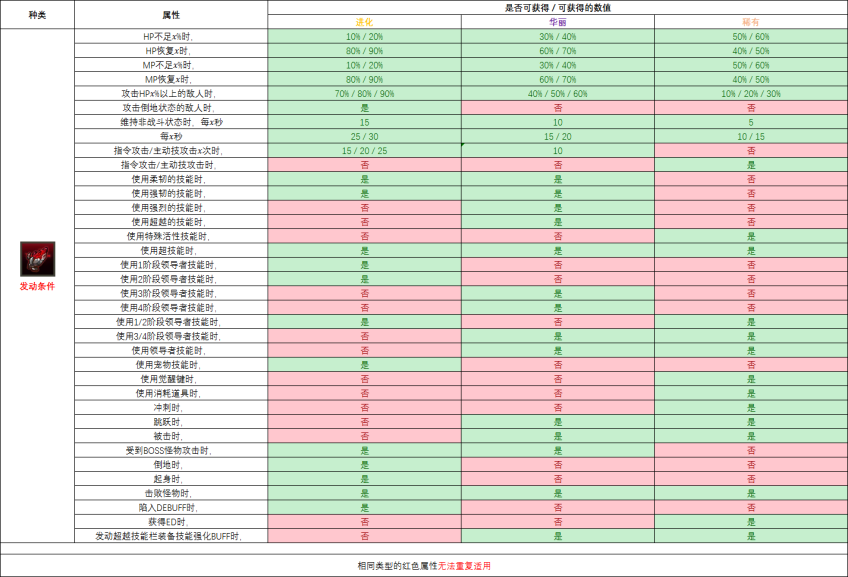 种类 属性 是否可获得 / 可获得的数值
进化 华丽 稀有
HP不足x%时, 10% / 20% 30% / 40% 50% / 60%
HP恢复x时, 80% / 90% 60% / 70% 40% / 50%
MP不足x%时, 10% / 20% 30% / 40% 50% / 60%
MP恢复x时, 80% / 90% 60% / 70% 40% / 50%
攻击HPx%以上的敌人时, 70% / 80% / 90% 40% / 50% / 60% 10% / 20% / 30%
攻击倒地状态的敌人时, 是 否 否
维持非战斗状态时，每x秒 15 10 5
每x秒 25 / 30 15 / 20 10 / 15
指令攻击/主动技攻击x次时, 15 / 20 / 25 10 否
指令攻击/主动技攻击时, 否 否 是
使用柔韧的技能时, 是 是 否
使用强韧的技能时, 是 是 否
使用强烈的技能时, 否 是 否
使用超越的技能时, 否 是 否
使用特殊活性技能时, 否 否 是
使用超技能时, 是 是 是
使用1阶段领导者技能时, 是 否 否
使用2阶段领导者技能时, 是 否 否
使用3阶段领导者技能时, 否 是 否
使用4阶段领导者技能时, 否 是 否
使用1/2阶段领导者技能时, 是 否 是
使用3/4阶段领导者技能时, 否 是 是
使用领导者技能时, 否 是 是
使用宠物技能时, 是 否 否
使用觉醒键时, 否 否 是
使用消耗道具时, 否 否 是
冲刺时, 否 否 是
跳跃时, 否 是 是
被击时, 否 是 是
受到BOSS怪物攻击时, 是 是 否
倒地时, 是 否 否
起身时, 是 否 否
击败怪物时, 是 是 是
陷入DEBUFF时, 是 否 否
获得ED时, 否 否 是
发动超越技能栏装备技能强化BUFF时, 否 是 是
发动条件
相同类型的红色属性无法重复适用